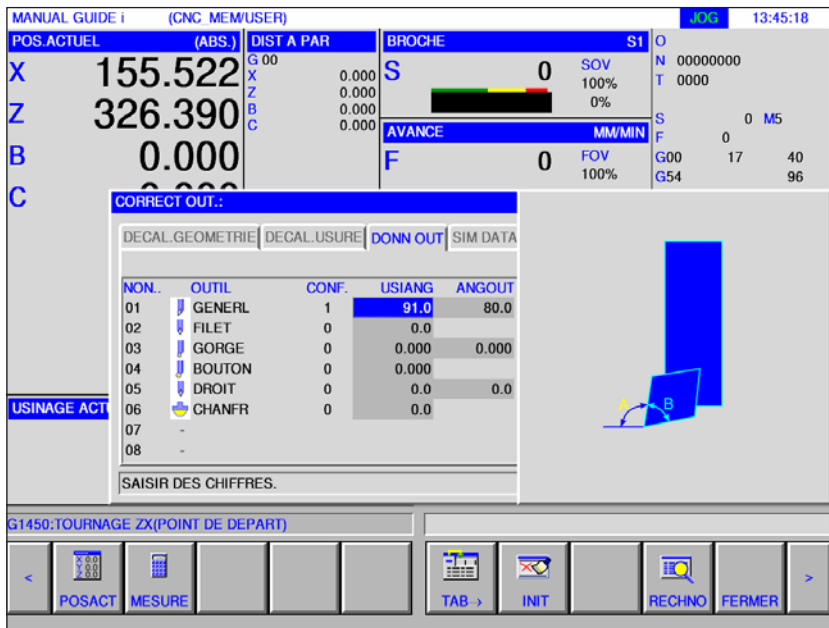 MANUAL GUIDE i (CNC_MEM/USER) JOG 13:45:18
POS.ACTUEL (ABS.)
X 155.522
Z 326.390
B 0.000
C
DIST A PAR
G 00
X 0.000
Z 0.000
B 0.000
C 0.000
BROCHE S1
S 0 SOV
100%
0%
AVANCE MM/MIN
F 0 FOV
100%
O
N 00000000
T 0000
S 0 M5
F 0
G00 17 40
G54 96
CORRECT OUT.:
DECAL.GEOMETRIE DECAL.USURE DONN OUT SIM DATA
NON.. OUTIL CONF. USIANG ANGOUT
01 GENERL 1 91.0 80.0
02 FILET 0 0.0
03 GORGE 0 0.000 0.000
04 BOUTON 0 0.000
05 DROIT 0 0.0 0.0
06 CHANFR 0 0.0
07 -
08 -
SAISIR DES CHIFFRES.
A B
USINAGE ACT
G1450:TOURNAGE ZX(POINT DE DEPART)
< POSACT MESURE TAB→ INIT RECHNO FERMER >